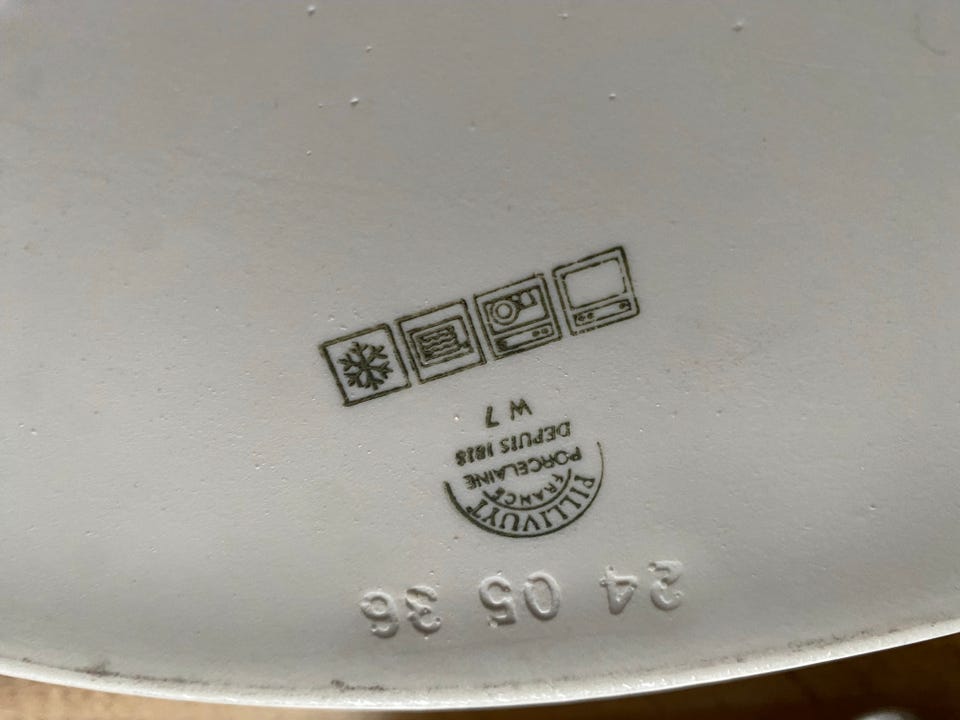 24 05 36
PILLIVUYT
FRANCE
PORCELAINE
DEPUIS 1818
W 7